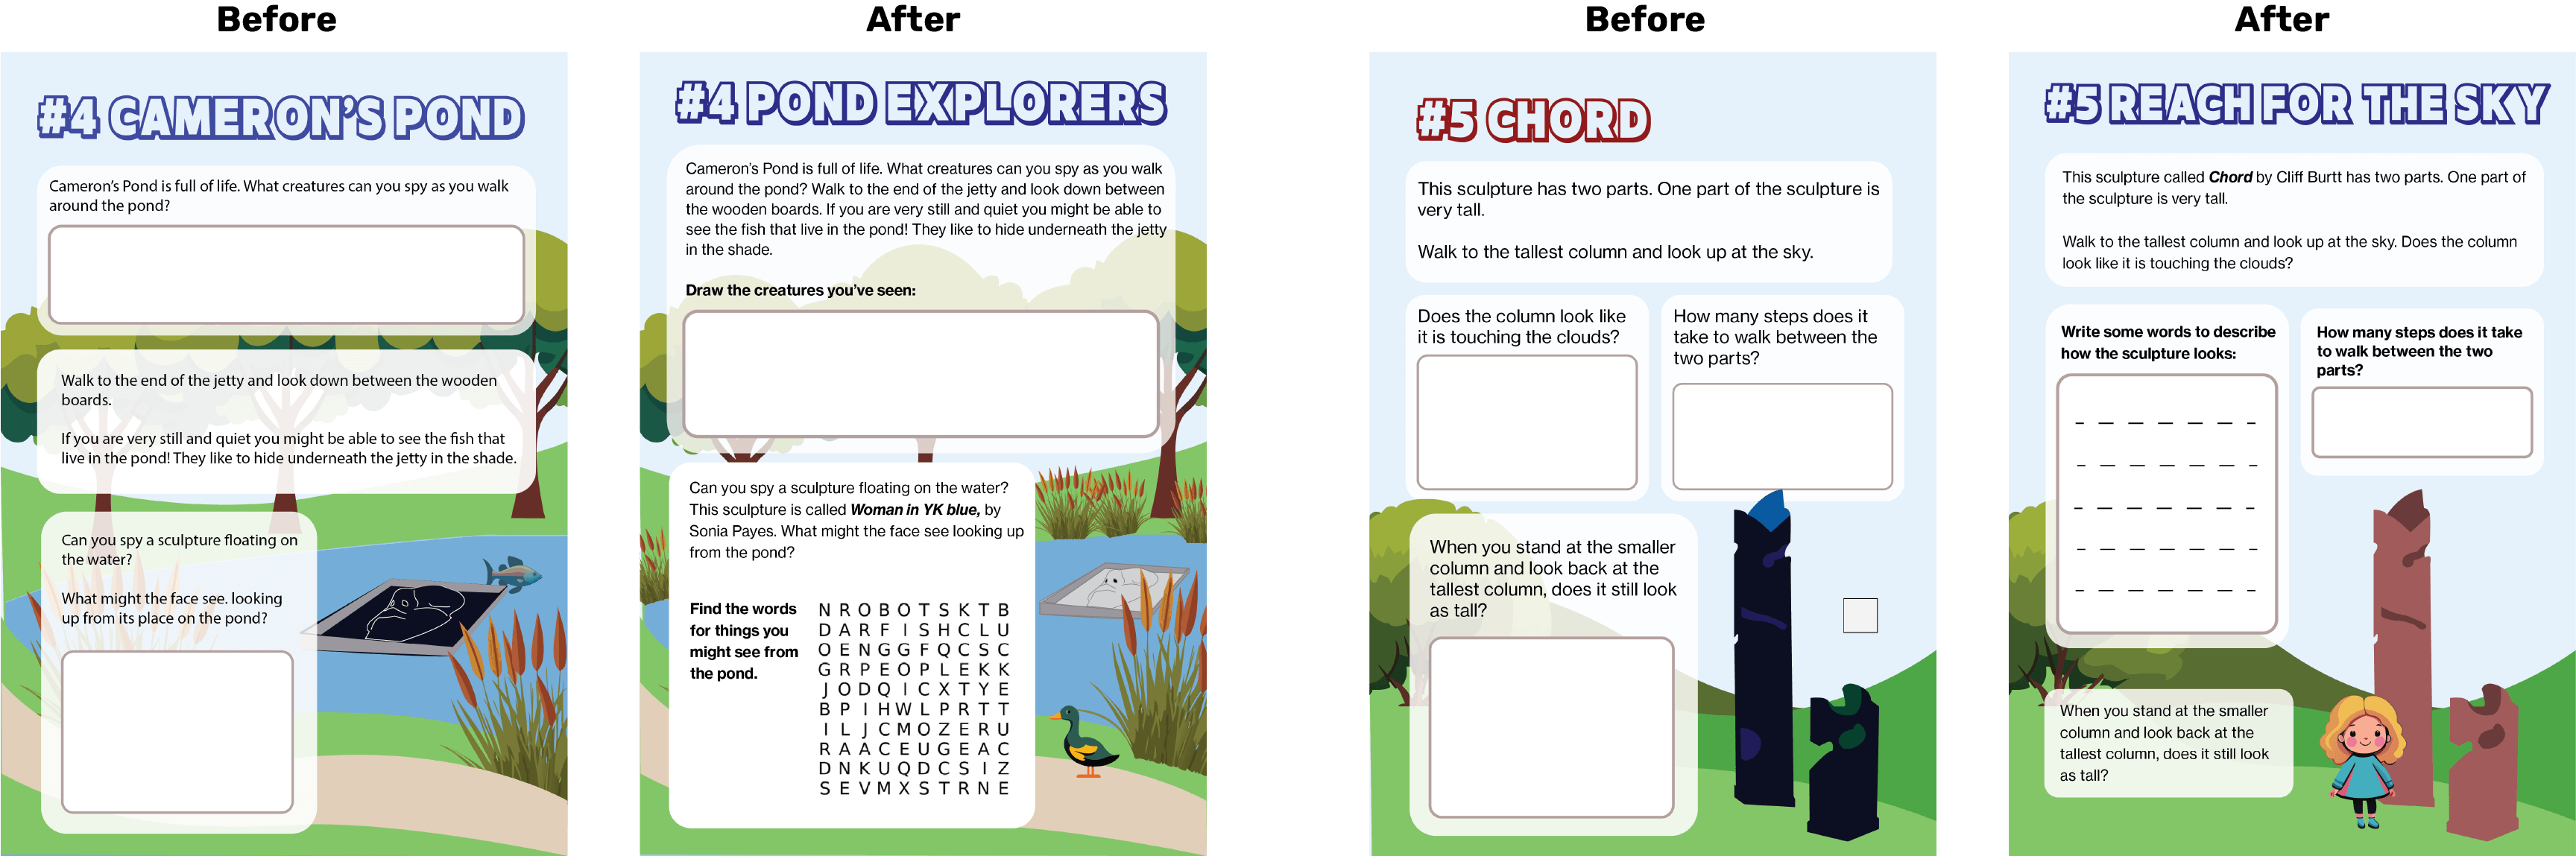 Before
#4 CAMERON'S POND
Cameron's Pond is full of life. What creatures can you spy as you walk
around the pond?
Walk to the end of the jetty and look down between the wooden
boards.
If you are very still and quiet you might be able to see the fish that
live in the pond! They like to hide underneath the jetty in the shade.
Can you spy a sculpture floating on
the water?
What might the face see. looking
up from its place on the pond?
After
#4 POND EXPLORERS
Cameron's Pond is full of life. What creatures can you spy as you walk
around the pond? Walk to the end of the jetty and look down between
the wooden boards. If you are very still and quiet you might be able to
see the fish that live in the pond! They like to hide underneath the jetty
in the shade.
Draw the creatures you've seen:
Can you spy a sculpture floating on the water?
This sculpture is called Woman in YK blue, by
Sonia Payes. What might the face see looking up
from the pond?
Find the words
for things you
might see from
the pond.
N R O B O T S K T B
D A R F I S H C L U
O E N G G F Q C S C
G R P E O P L E K K
J O D Q I C X T Y E
B P I H W L P R T T
I L J C M O Z E R U
R A A C E U G E A C
D N K U Q D C S I Z
S E V M X S T R N E
Before
#5 CHORD
This sculpture has two parts. One part of the sculpture is
very tall.
Walk to the tallest column and look up at the sky.
Does the column look like
it is touching the clouds?
How many steps does it
take to walk between the
two parts?
When you stand at the smaller
column and look back at the
tallest column, does it still look
as tall?
After
#5 REACH FOR THE SKY
This sculpture called Chord by Cliff Burtt has two parts. One part of
the sculpture is very tall.
Walk to the tallest column and look up at the sky. Does the column
look like it is touching the clouds?
Write some words to describe
how the sculpture looks:
How many steps does it take
to walk between the two
parts?
When you stand at the smaller
column and look back at the
tallest column, does it still look
as tall?